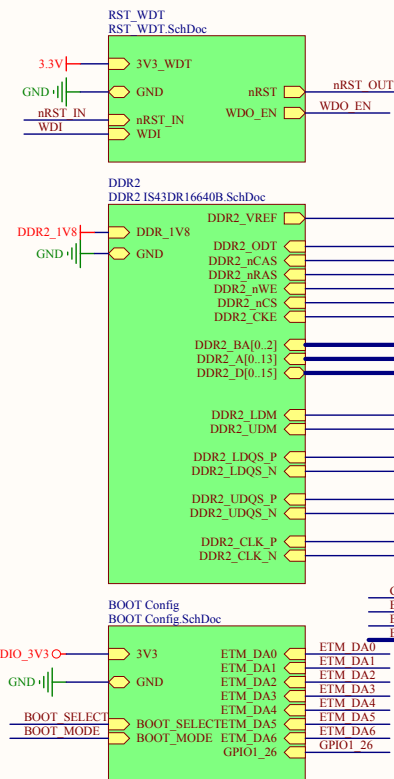 RST_WDT
RST_WDT.SchDoc
3.3V
3V3_WDT
GND
GND
nRST
nRST_OUT
nRST_IN
nRST_IN
WDO_EN
WDO_EN
WDI
WDI
DDR2
DDR2 IS43DR16640B.SchDoc
DDR2_VREF
DDR2_1V8
DDR_1V8
GND
GND
DDR2_ODT
DDR2_nCAS
DDR2_nRAS
DDR2_nWE
DDR2_nCS
DDR2_CKE
DDR2_BA[0..2]
DDR2_A[0..13]
DDR2_D[0..15]
DDR2_LDM
DDR2_UDM
DDR2_LDQS_P
DDR2_LDQS_N
DDR2_UDQS_P
DDR2_UDQS_N
DDR2_CLK_P
DDR2_CLK_N
BOOT Config
BOOT Config.SchDoc
DIO_3V3
3V3
ETM_DA0
ETM_DA0
ETM_DA1
ETM_DA1
GND
GND
ETM_DA2
ETM_DA2
ETM_DA3
ETM_DA3
ETM_DA4
ETM_DA4
BOOT_SELECT
BOOT_SELECT
ETM_DA5
ETM_DA5
BOOT_MODE
BOOT_MODE
ETM_DA6
ETM_DA6
GPIO1_26
GPIO1_26